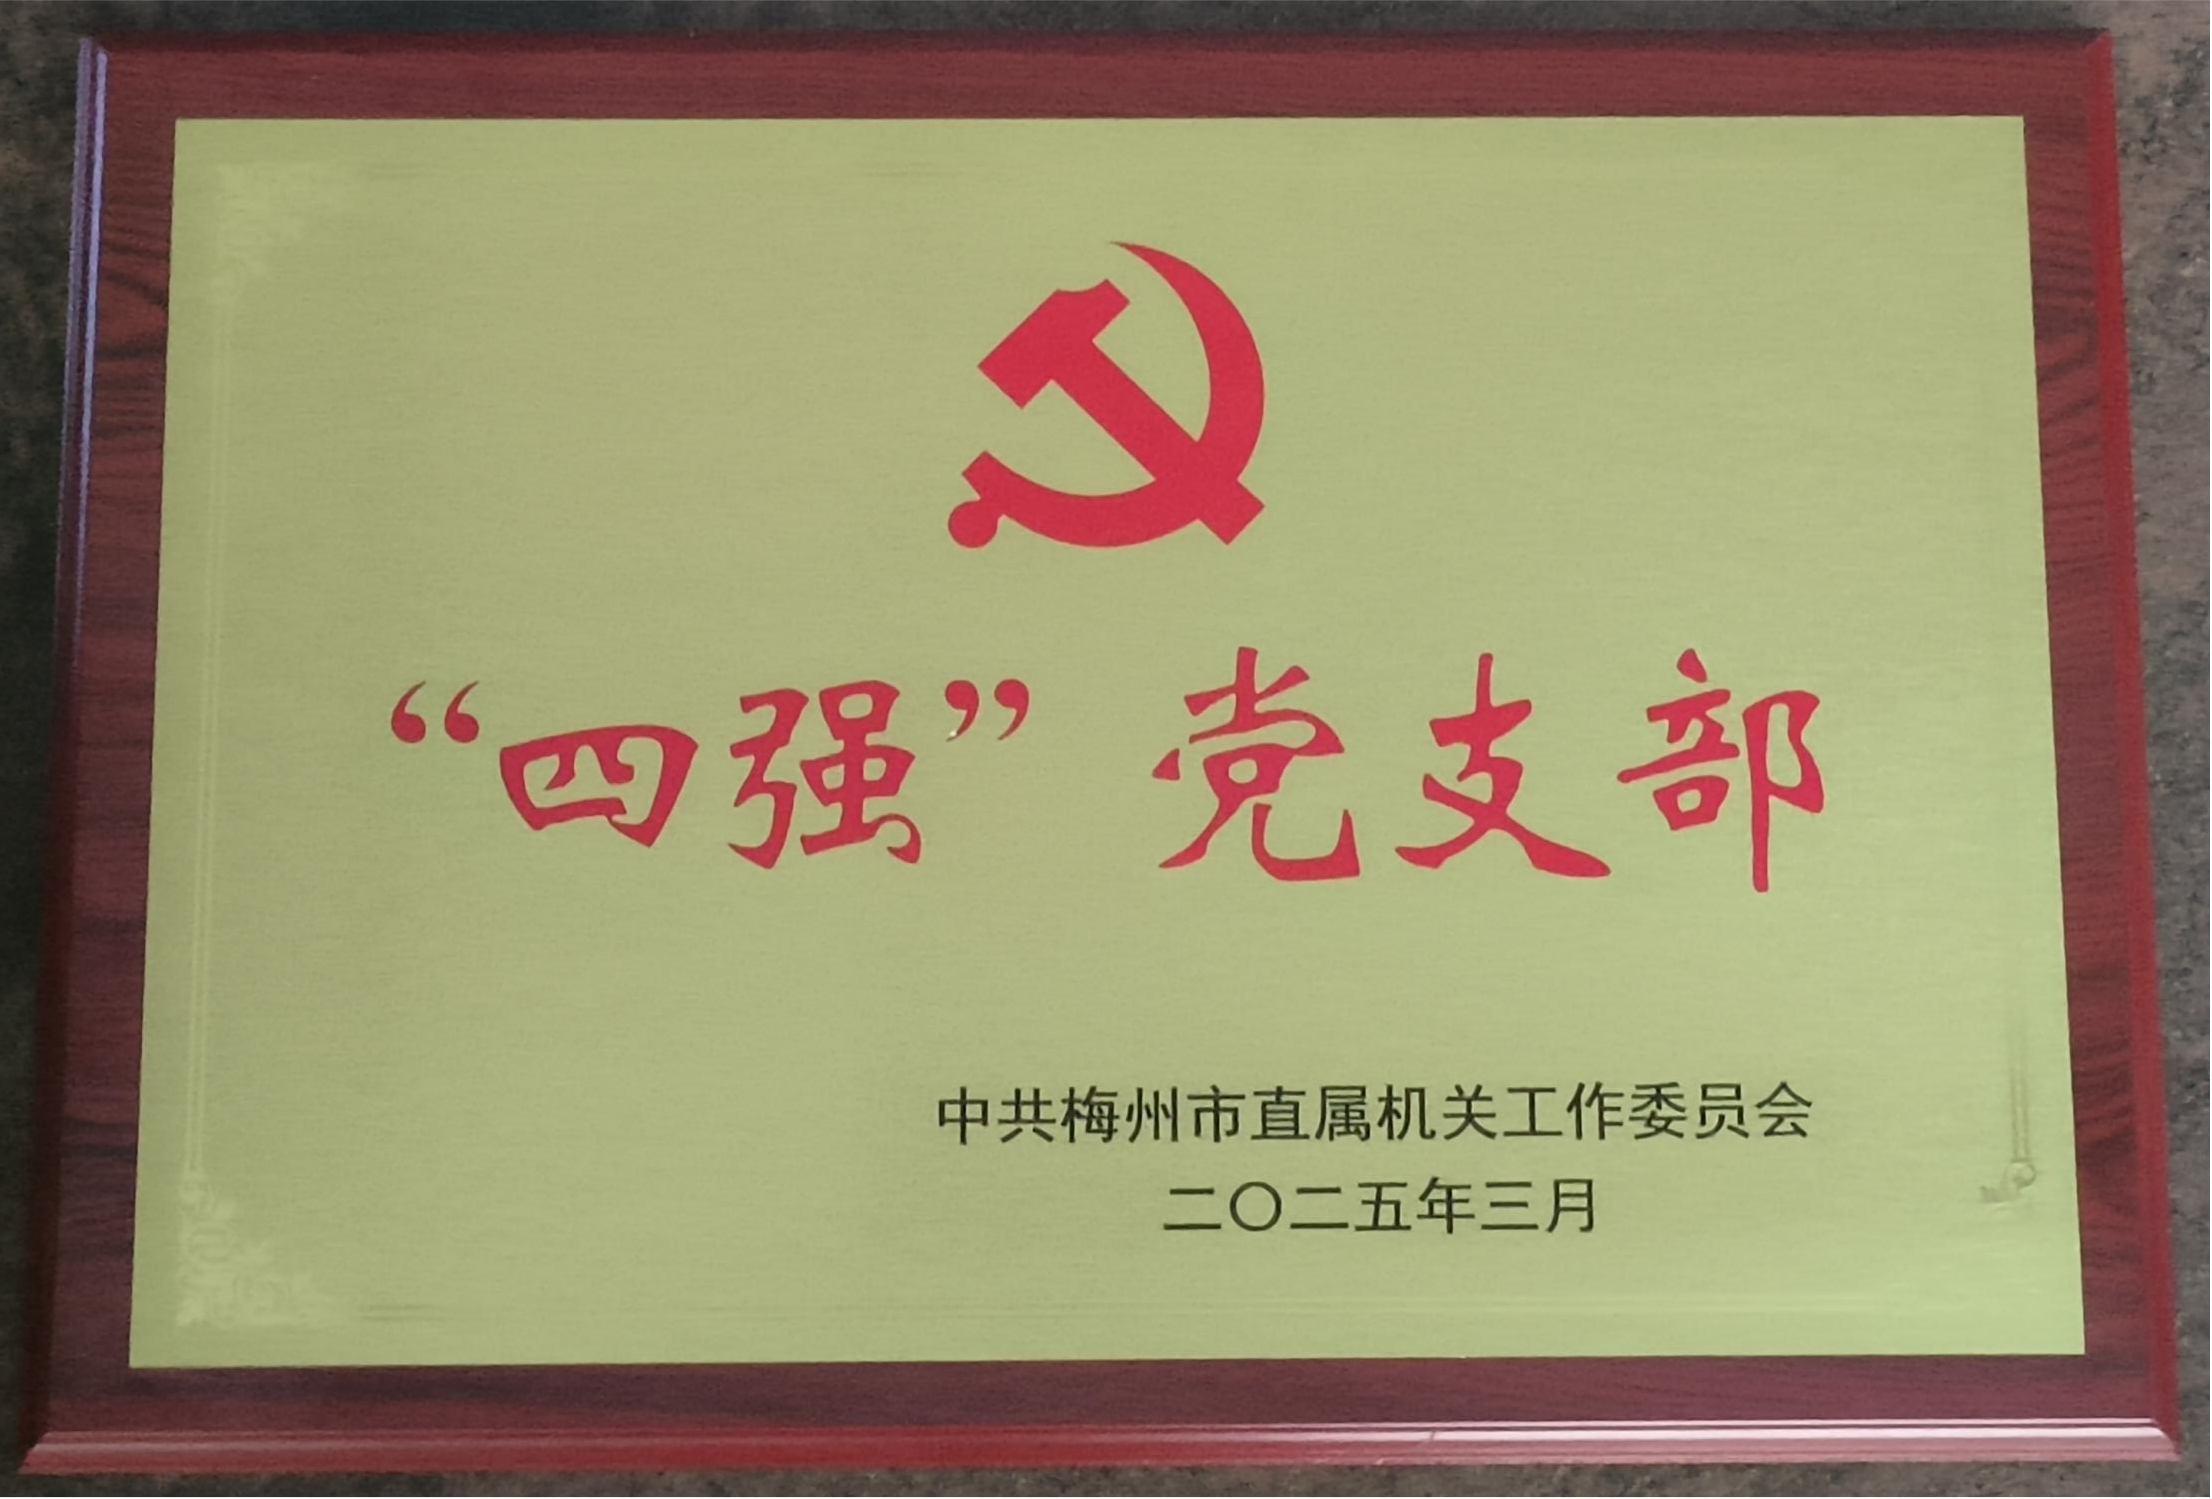 “四强”党支部
中共梅州市直属机关工作委员会
二〇二五年三月